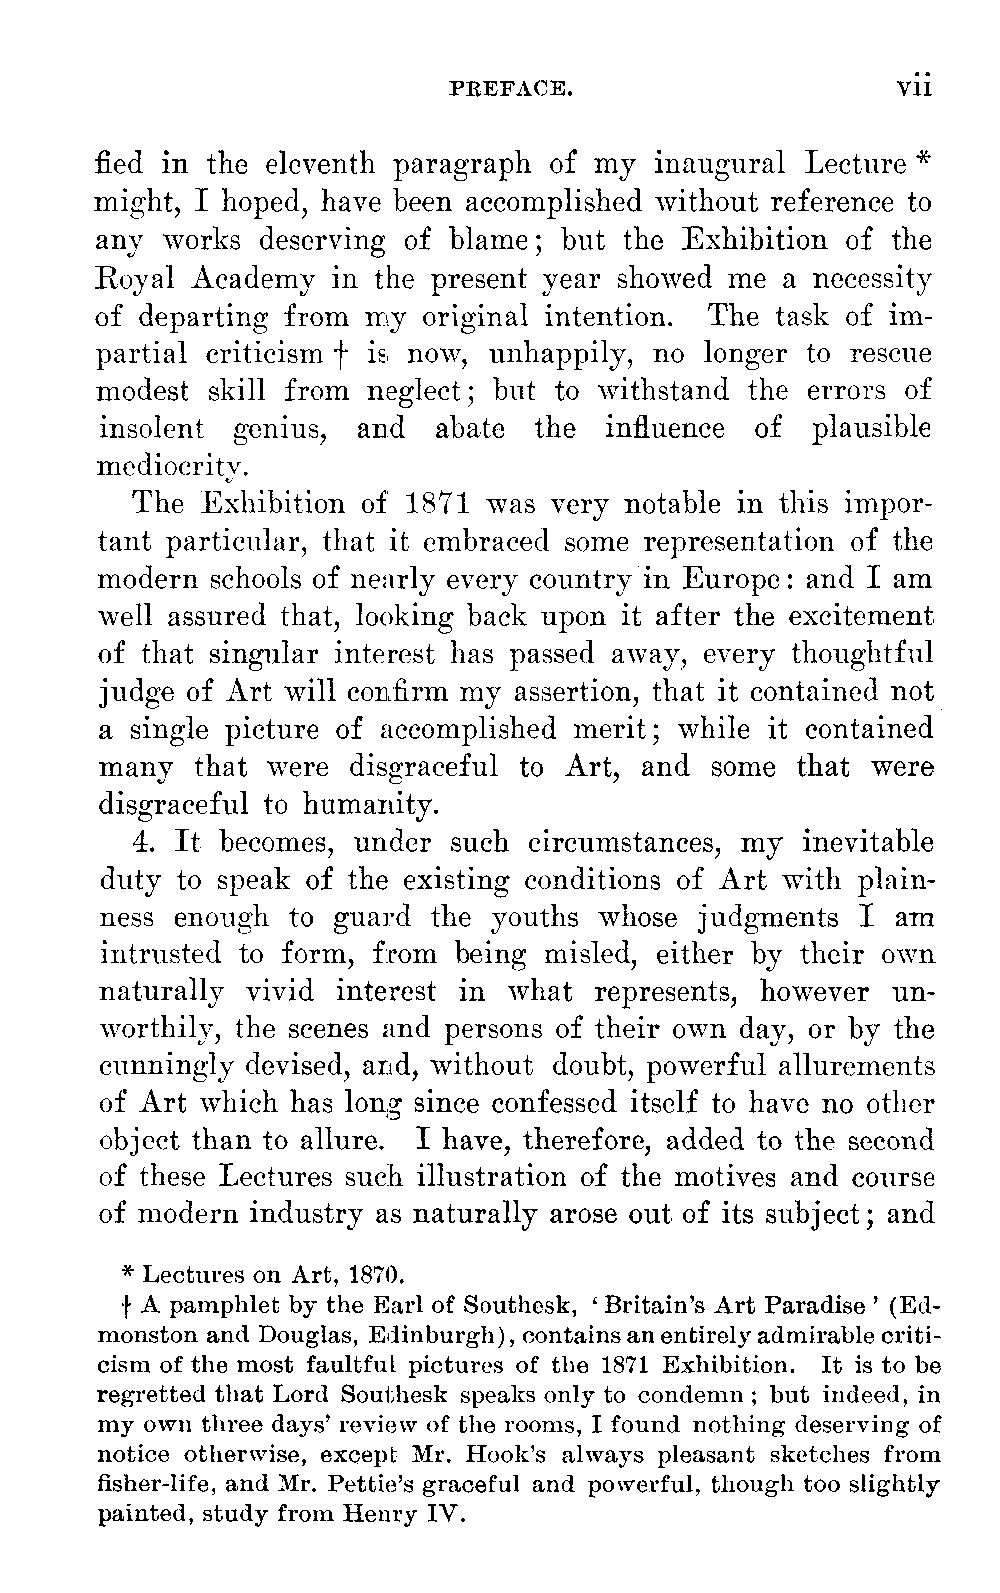 PREFACE. vii
fied in the eleventh paragraph of my inaugural Lecture *
might, I hoped, have been accomplished without reference to
any works deserving of blame; but the Exhibition of the
Royal Academy in the present year showed me a necessity
of departing from my original intention. The task of im-
partial criticism † is now, unhappily, no longer to rescue
modest skill from neglect; but to withstand the errors of
insolent genius, and abate the influence of plausible
mediocrity.
The Exhibition of 1871 was very notable in this impor-
tant particular, that it embraced some representation of the
modern schools of nearly every country in Europe: and I am
well assured that, looking back upon it after the excitement
of that singular interest has passed away, every thoughtful
judge of Art will confirm my assertion, that it contained not
a single picture of accomplished merit; while it contained
many that were disgraceful to Art, and some that were
disgraceful to humanity.
4. It becomes, under such circumstances, my inevitable
duty to speak of the existing conditions of Art with plain-
ness enough to guard the youths whose judgments I am
intrusted to form, from being misled, either by their own
naturally vivid interest in what represents, however un-
worthily, the scenes and persons of their own day, or by the
cunningly devised, and, without doubt, powerful allurements
of Art which has long since confessed itself to have no other
object than to allure. I have, therefore, added to the second
of these Lectures such illustration of the motives and course
of modern industry as naturally arose out of its subject; and
* Lectures on Art, 1870.
† A pamphlet by the Earl of Southesk, ‘Britain’s Art Paradise’ (Ed-
monston and Douglas, Edinburgh), contains an entirely admirable criti-
cism of the most faultful pictures of the 1871 Exhibition. It is to be
regretted that Lord Southesk speaks only to condemn; but indeed, in
my own three days’ review of the rooms, I found nothing deserving of
notice otherwise, except Mr. Hook’s always pleasant sketches from
fisher-life, and Mr. Pettie’s graceful and powerful, though too slightly
painted, study from Henry IV.